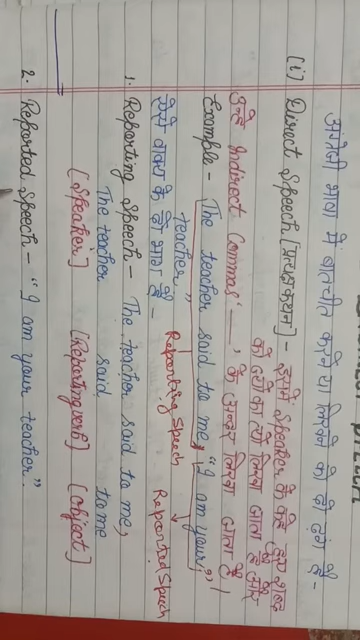 अंग्रेजी भाषा में बातचीत करने या लिखने को दो ढंग हैं -
(i) Direct Speech [प्रत्यक्ष कथन] - इसमें Speaker के कहे हुए शब्द
को ज्यों का त्यों लिखा जाता है और
उन्हें Indirect Commas " —— " के अन्दर लिखा जाता है।
Example - The teacher said to me, "I am your
teacher."
Reporting Speech Reported Speech
ऐसे वाक्य के दो भाग हैं -
1. Reporting Speech - The teacher said to me,
The teacher said to me
[Speaker] [Reporting verb] [object]
2. Reported Speech - "I am your teacher."